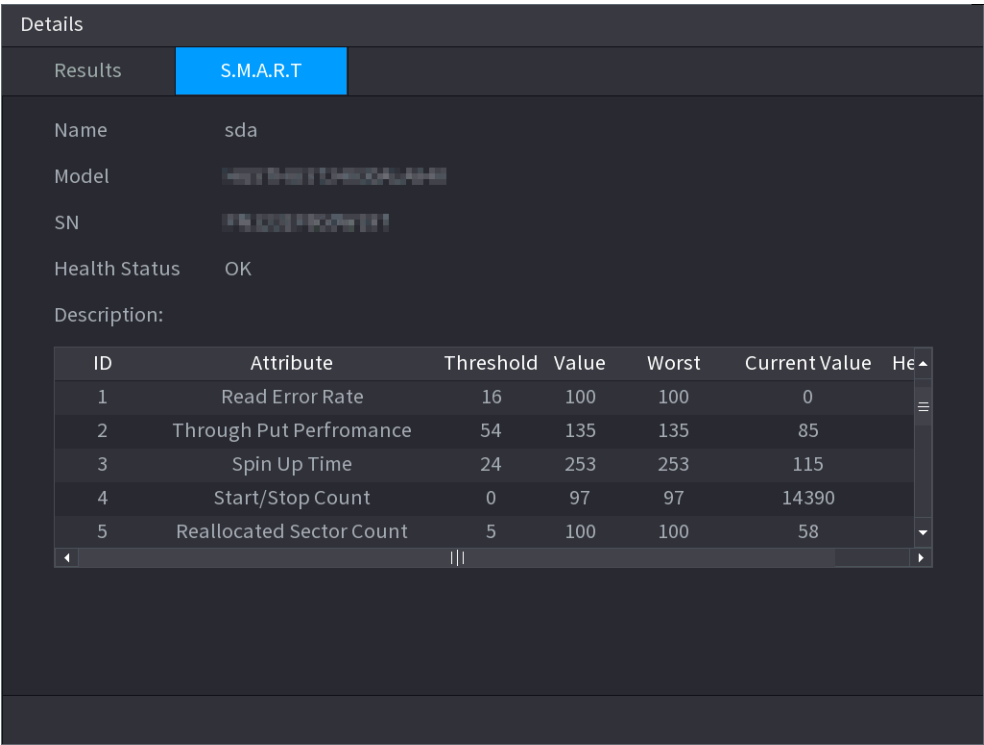 Details
Results S.M.A.R.T
Name sda
Model
SN
Health Status OK
Description:
ID Attribute Threshold Value Worst Current Value He
1 Read Error Rate 16 100 100 0
2 Through Put Perfromance 54 135 135 85
3 Spin Up Time 24 253 253 115
4 Start/Stop Count 0 97 97 14390
5 Reallocated Sector Count 5 100 100 58